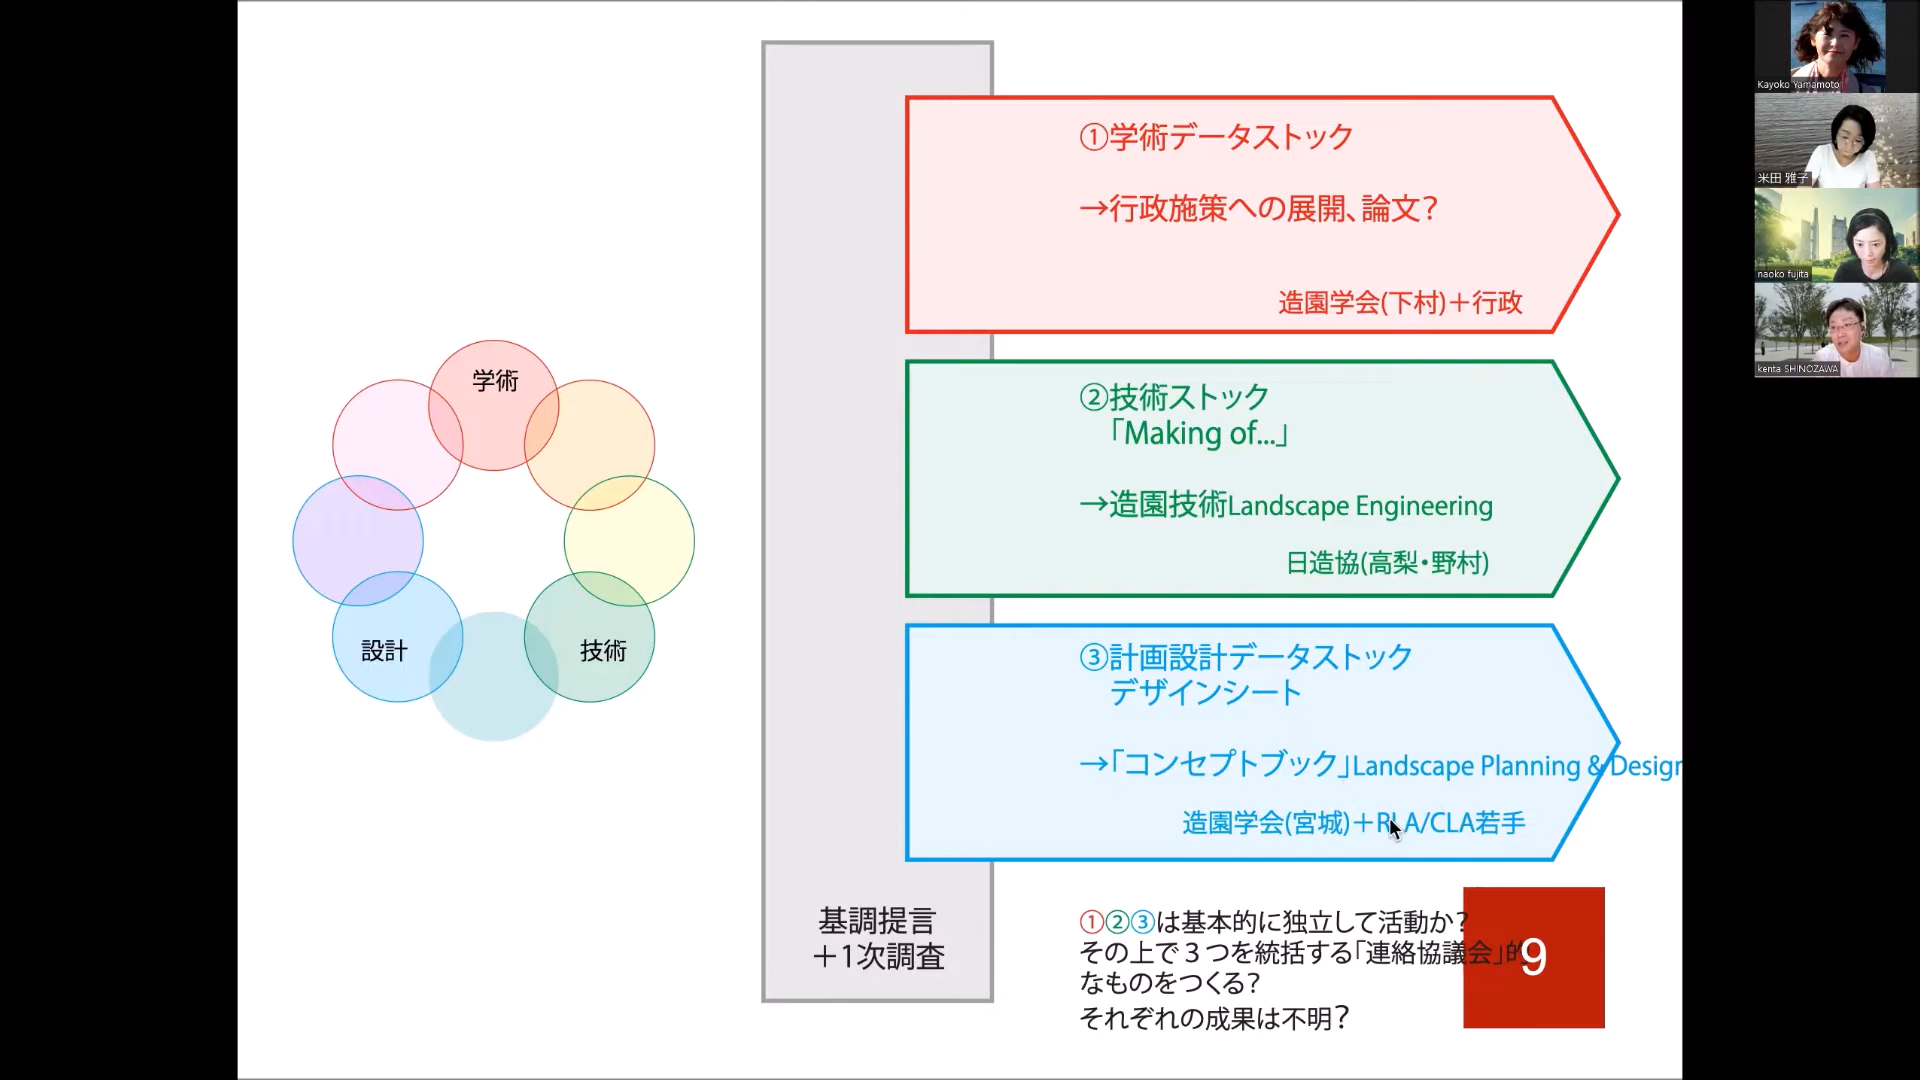 学術
設計
技術
基調提言
＋1次調査
①学術データストック
→行政施策への展開、論文？
造園学会(下村)＋行政
②技術ストック
「Making of...」
→造園技術Landscape Engineering
日造協(高梨・野村)
③計画設計データストック
デザインシート
→「コンセプトブック」Landscape Planning & Design
造園学会(宮城)＋RLA/CLA若手
①②③は基本的に独立して活動か？
その上で３つを統括する「連絡協議会」的
なものをつくる？
それぞれの成果は不明？
9
Kayoko Yamamoto
米田 雅子
naoko fujita
kenta SHINOZAWA